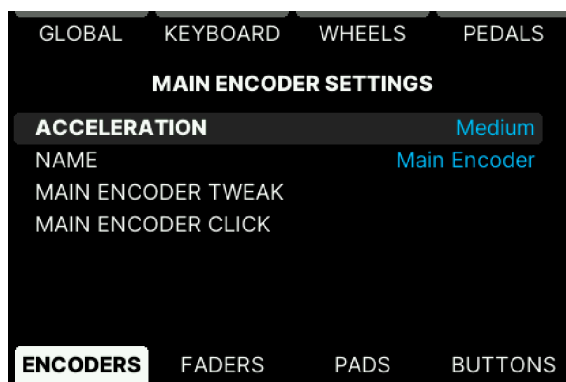 GLOBAL KEYBOARD WHEELS PEDALS
MAIN ENCODER SETTINGS
ACCELERATION Medium
NAME Main Encoder
MAIN ENCODER TWEAK
MAIN ENCODER CLICK
ENCODERS FADERS PADS BUTTONS